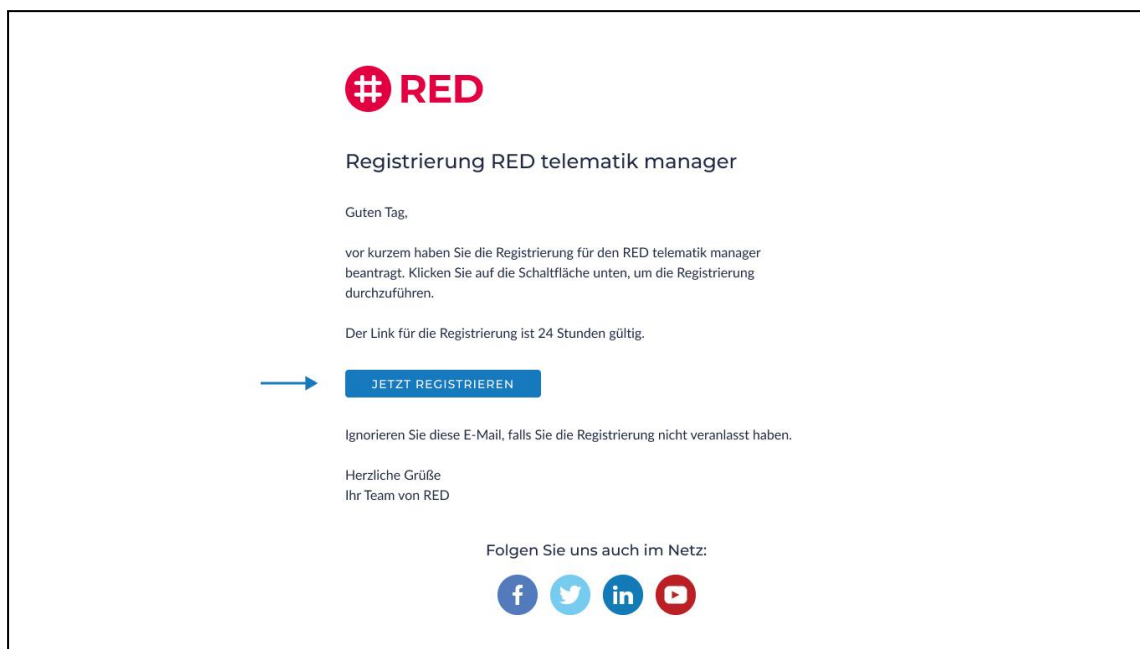 # RED
Registrierung RED telematik manager
Guten Tag,
vor kurzem haben Sie die Registrierung für den RED telematik manager
beantragt. Klicken Sie auf die Schaltfläche unten, um die Registrierung
durchzuführen.
Der Link für die Registrierung ist 24 Stunden gültig.
JETZT REGISTRIEREN
Ignorieren Sie diese E-Mail, falls Sie die Registrierung nicht veranlasst haben.
Herzliche Grüße
Ihr Team von RED
Folgen Sie uns auch im Netz:
f in